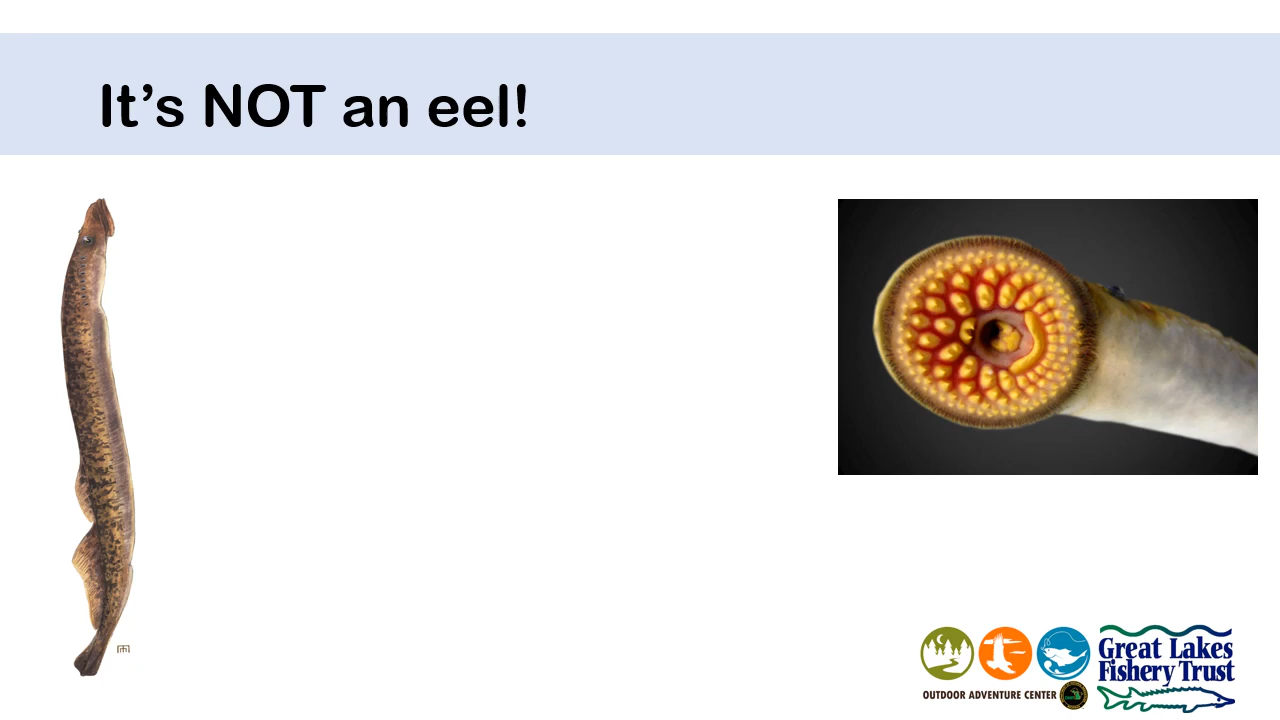 It’s NOT an eel!
Great Lakes
Fishery Trust
OUTDOOR ADVENTURE CENTER